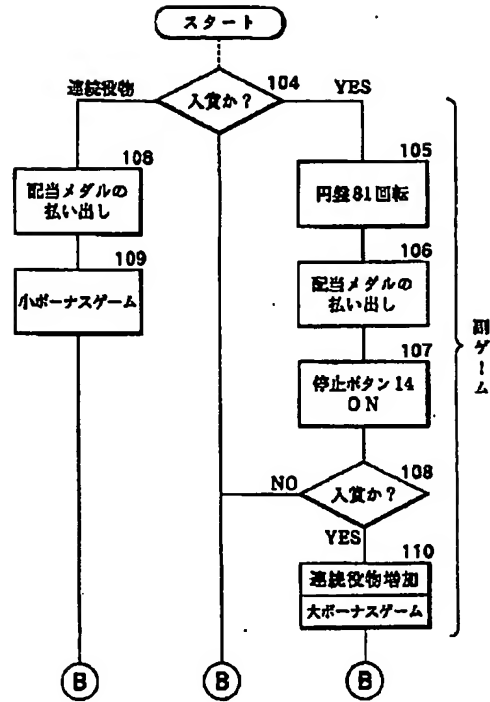 スタート
104
連続役物
入賞か?
YES
108
配当メダルの
払い出し
109
小ボーナスゲーム
105
円盤81回転
106
配当メダルの
払い出し
107
停止ボタン14
ON
108
NO
入賞か?
YES
110
連続役物増加
大ボーナスゲーム
副ゲーム
B
B
B